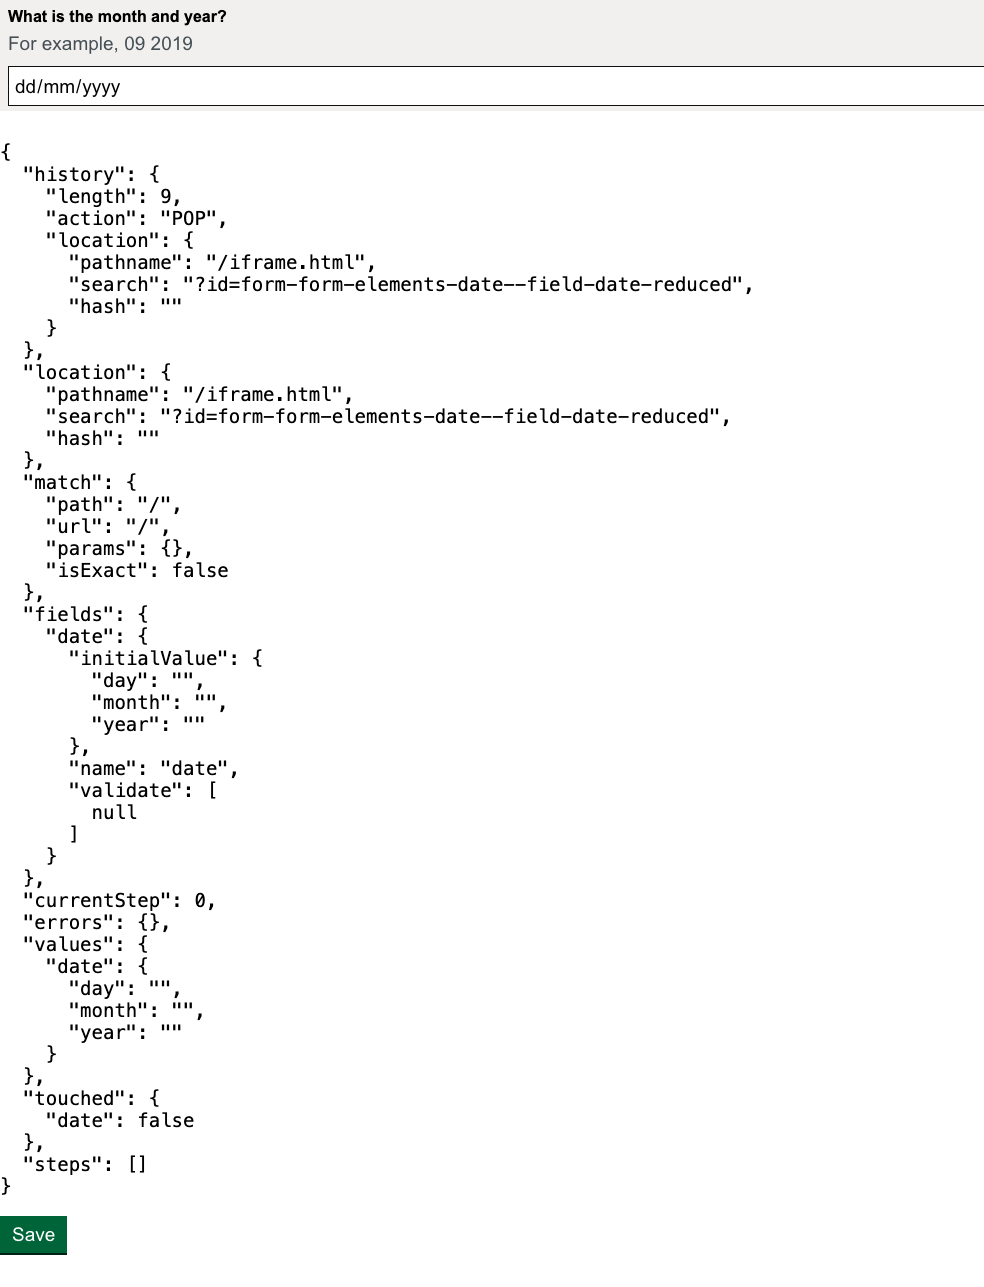 What is the month and year?
For example, 09 2019
dd/mm/yyyy
{
  "history": {
    "length": 9,
    "action": "POP",
    "location": {
      "pathname": "/iframe.html",
      "search": "?id=form-form-elements-date--field-date-reduced",
      "hash": ""
    }
  },
  "location": {
    "pathname": "/iframe.html",
    "search": "?id=form-form-elements-date--field-date-reduced",
    "hash": ""
  },
  "match": {
    "path": "/",
    "url": "/",
    "params": {},
    "isExact": false
  },
  "fields": {
    "date": {
      "initialValue": {
        "day": "",
        "month": "",
        "year": ""
      },
      "name": "date",
      "validate": [
        null
      ]
    }
  },
  "currentStep": 0,
  "errors": {},
  "values": {
    "date": {
      "day": "",
      "month": "",
      "year": ""
    }
  },
  "touched": {
    "date": false
  },
  "steps": []
}
Save